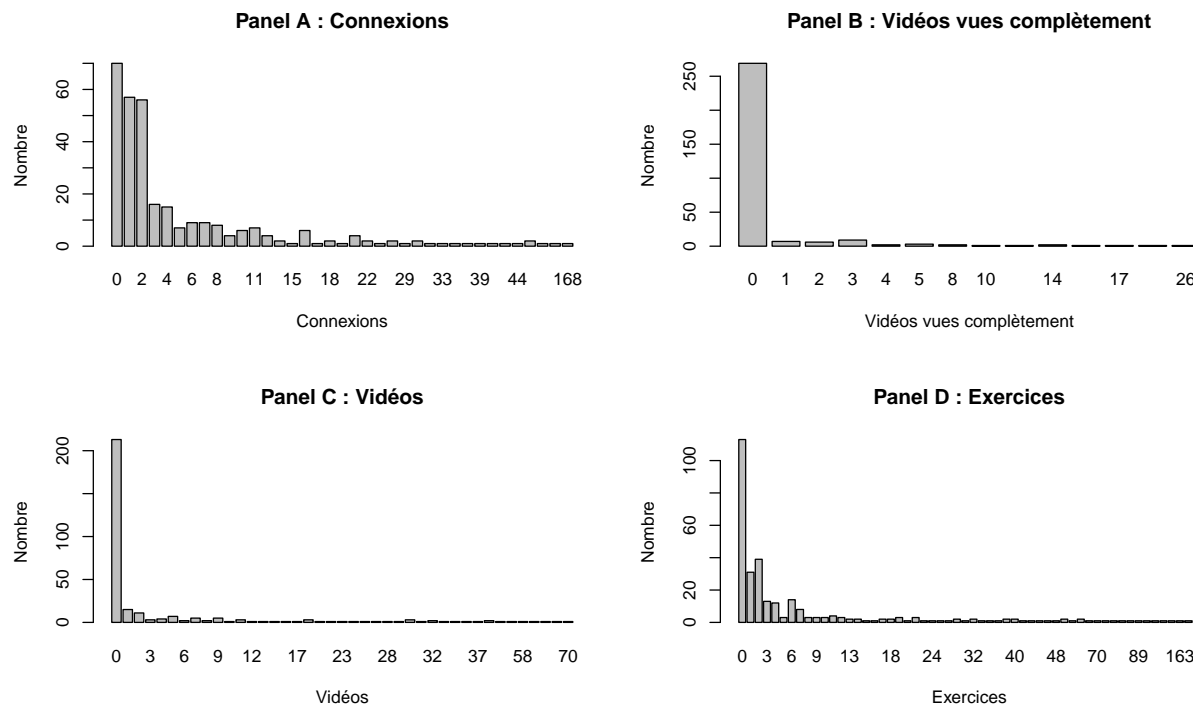 Panel A : Connexions
Nombre
0 20 40 60
0 2 4 6 8 11 15 18 22 29 33 39 44 168
Connexions
Panel B : Vidéos vues complètement
Nombre
0 50 150 250
0 1 2 3 4 5 8 10 14 17 26
Vidéos vues complètement
Panel C : Vidéos
Nombre
0 50 100 200
0 3 6 9 12 17 23 28 32 37 58 70
Vidéos
Panel D : Exercices
Nombre
0 20 60 100
0 3 6 9 13 18 24 32 40 48 70 89 163
Exercices